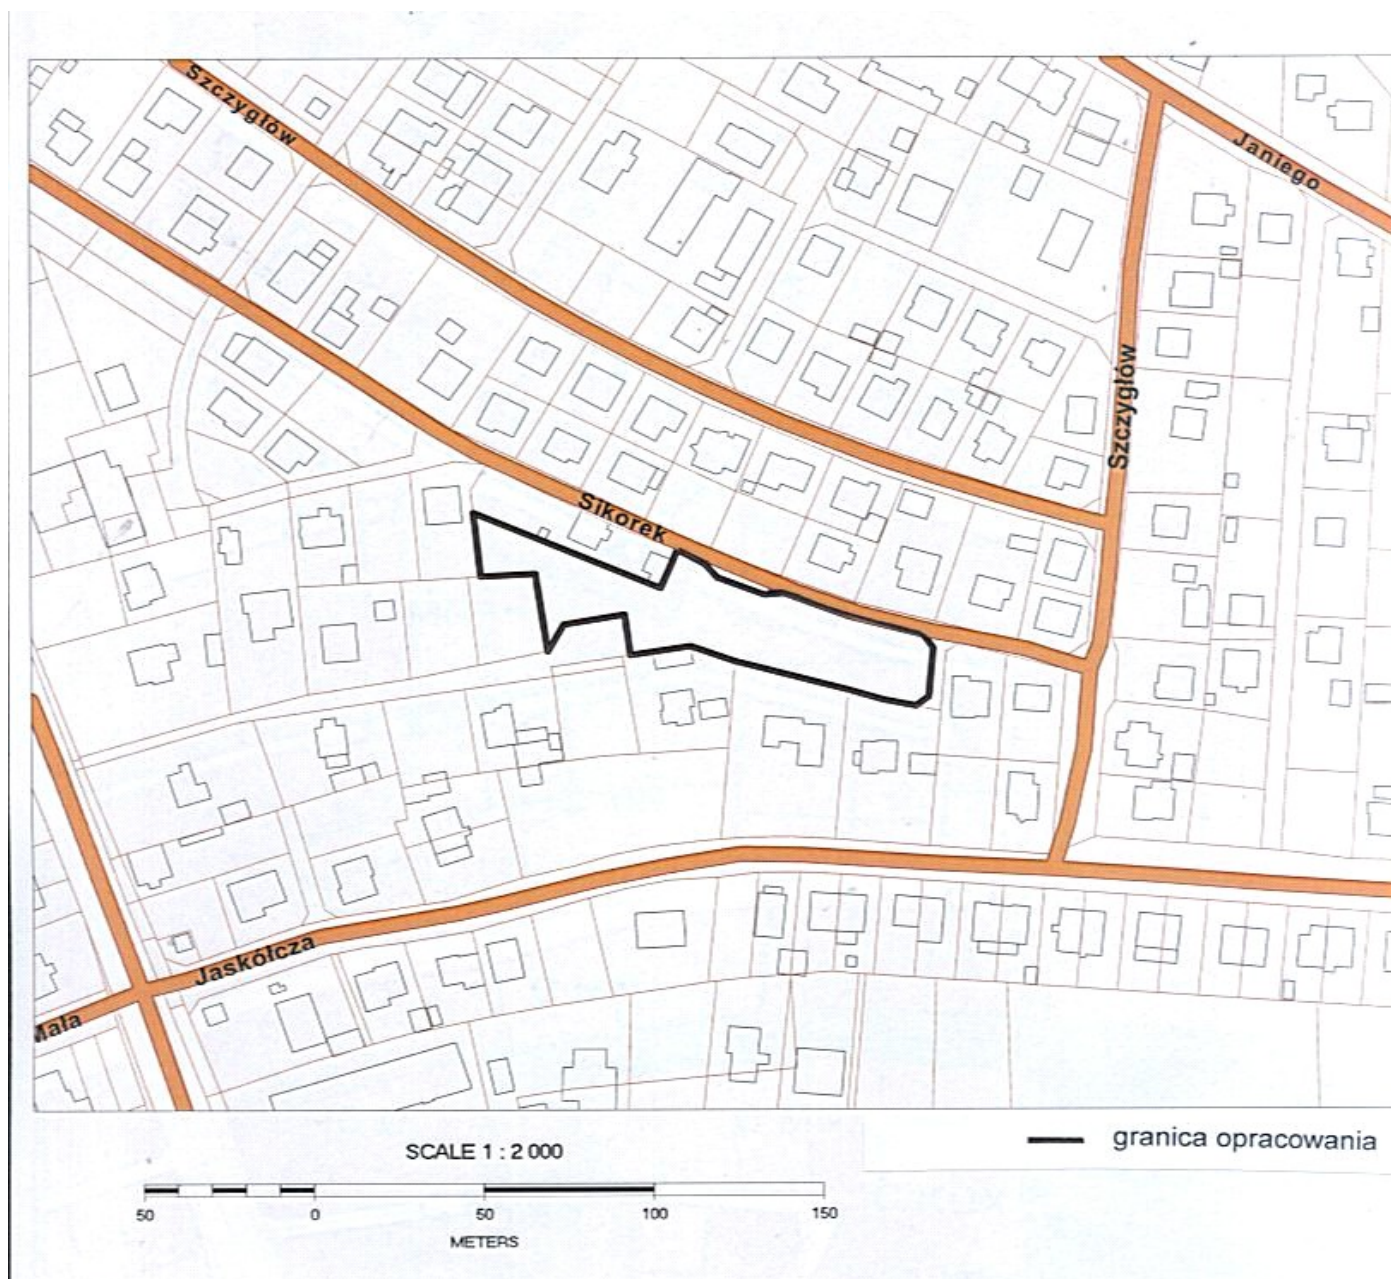 Szczygłów
Janiego
Szczygłów
Sikorek
Jaskółcza
Mała
SCALE 1 : 2 000
granica opracowania
50 0 50 100 150
METERS